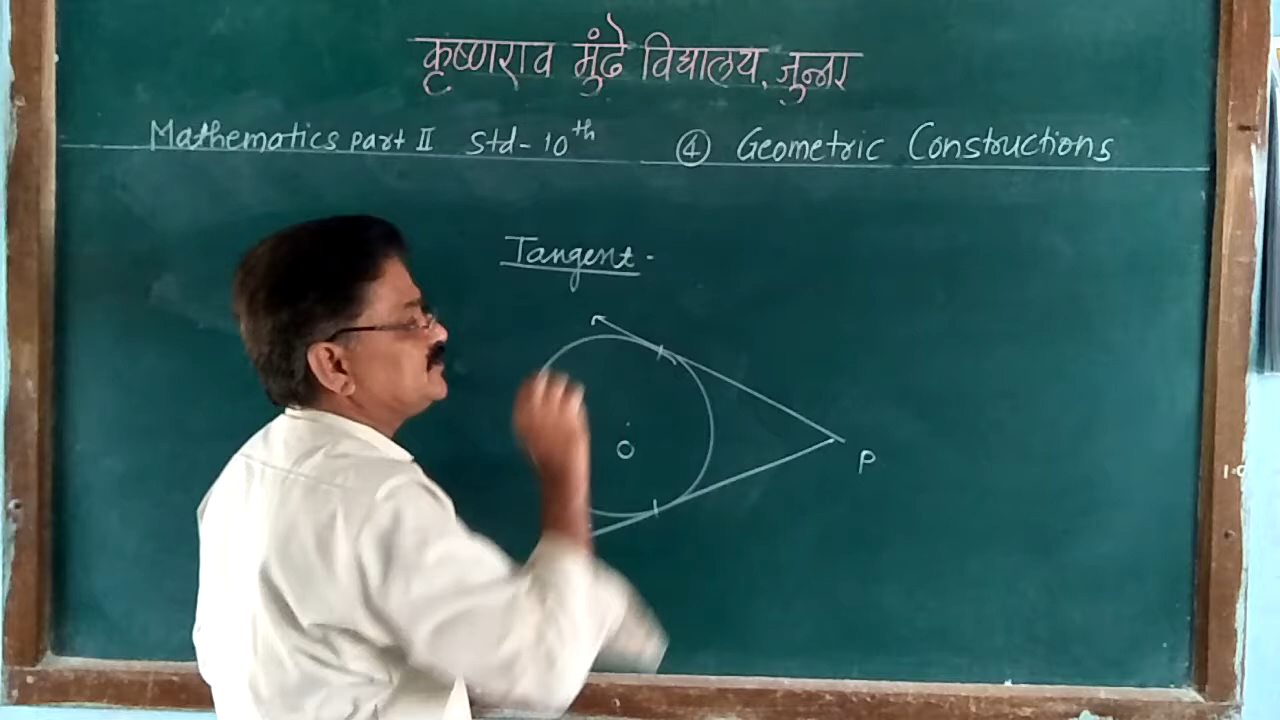 कृष्णराव मुंढे विद्यालय, जुन्नर
Mathematics part II Std - 10th ④ Geometric Constructions
Tangent -
O
P